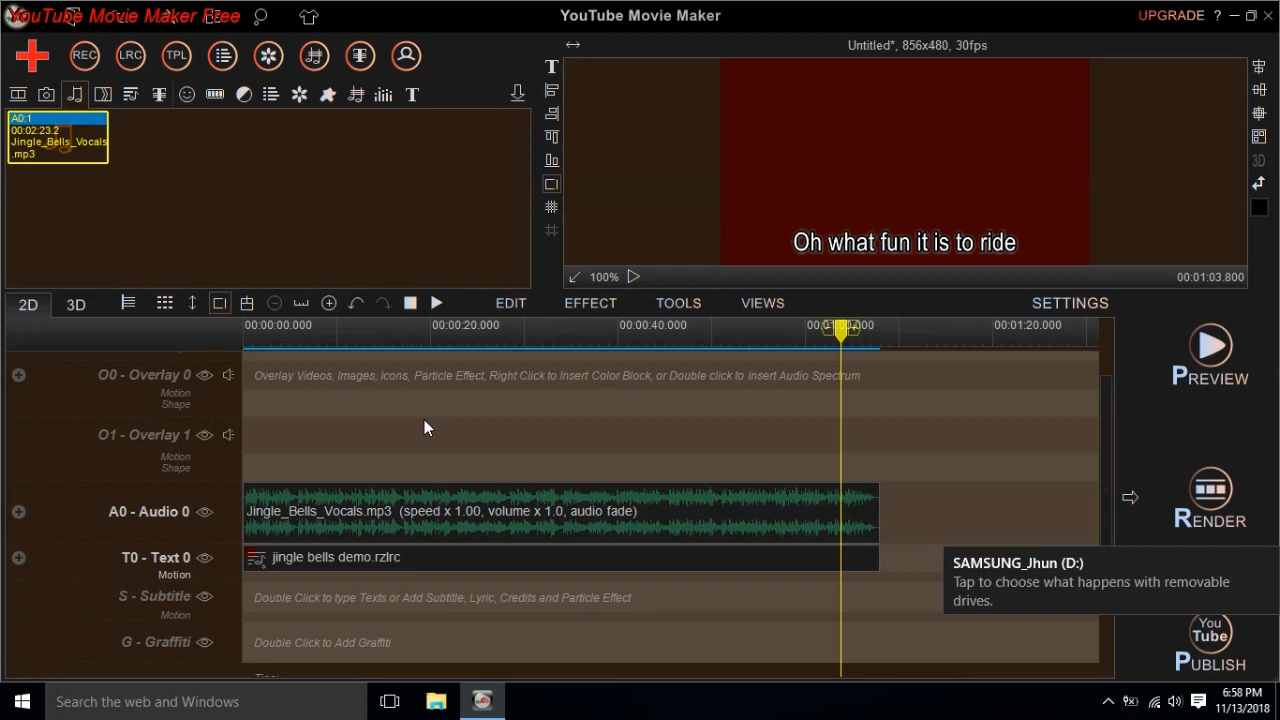 YouTube Movie Maker Free
YouTube Movie Maker
UPGRADE ?
REC
LRC
TPL
Untitled*, 856x480, 30fps
A0:1
00:02:23.2
Jingle_Bells_Vocals
.mp3
T
T
3D
Oh what fun it is to ride
100%
00:01:03.800
2D
3D
EDIT
EFFECT
TOOLS
VIEWS
SETTINGS
00:00:00.000
00:00:20.000
00:00:40.000
00:01:20.000
O0 - Overlay 0
Overlay Videos, Images, Icons, Particle Effect, Right Click to Insert Color Block, or Double click to Insert Audio Spectrum
Motion
Shape
PREVIEW
O1 - Overlay 1
Motion
Shape
A0 - Audio 0
Jingle_Bells_Vocals.mp3 (speed x 1.00, volume x 1.0, audio fade)
RENDER
T0 - Text 0
jingle bells demo.rzlrc
Motion
SAMSUNG_Jhun (D:)
Tap to choose what happens with removable
drives.
S - Subtitle
Double Click to type Texts or Add Subtitle, Lyric, Credits and Particle Effect
Motion
G - Graffiti
Double Click to Add Graffiti
You
Tube
PUBLISH
Search the web and Windows
6:58 PM
11/13/2018